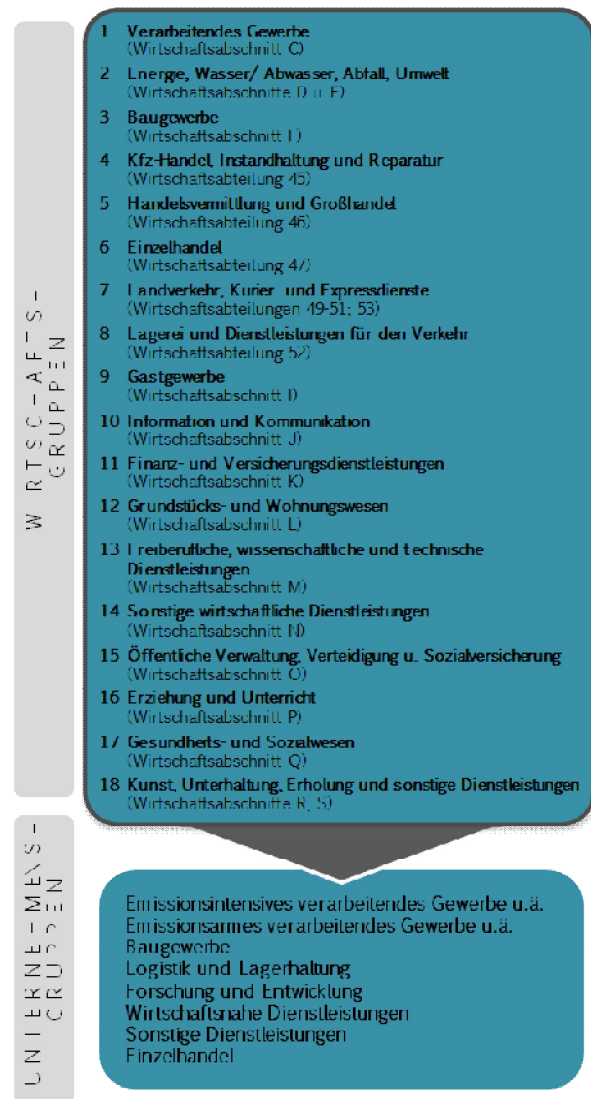 WIRTSCHAFTS-
GRUPPEN
1 Verarbeitendes Gewerbe
(Wirtschaftsabschnitt C)
2 Energie, Wasser/ Abwasser, Abfall, Umwelt
(Wirtschaftsabschnitte D u. E)
3 Baugewerbe
(Wirtschaftsabschnitt F)
4 Kfz-Handel, Instandhaltung und Reparatur
(Wirtschaftsabteilung 45)
5 Handelsvermittlung und Großhandel
(Wirtschaftsabteilung 46)
6 Einzelhandel
(Wirtschaftsabteilung 47)
7 Landverkehr, Kurier- und Expressdienste
(Wirtschaftsabteilungen 49-51; 53)
8 Lagerei und Dienstleistungen für den Verkehr
(Wirtschaftsabteilung 52)
9 Gastgewerbe
(Wirtschaftsabschnitt I)
10 Information und Kommunikation
(Wirtschaftsabschnitt J)
11 Finanz- und Versicherungsdienstleistungen
(Wirtschaftsabschnitt K)
12 Grundstücks- und Wohnungswesen
(Wirtschaftsabschnitt L)
13 Freiberufliche, wissenschaftliche und technische
Dienstleistungen
(Wirtschaftsabschnitt M)
14 Sonstige wirtschaftliche Dienstleistungen
(Wirtschaftsabschnitt N)
15 Öffentliche Verwaltung, Verteidigung u. Sozialversicherung
(Wirtschaftsabschnitt O)
16 Erziehung und Unterricht
(Wirtschaftsabschnitt P)
17 Gesundheits- und Sozialwesen
(Wirtschaftsabschnitt Q)
18 Kunst, Unterhaltung, Erholung und sonstige Dienstleistungen
(Wirtschaftsabschnitte R, S)
UNTERNEHMENS-
GRUPPEN
Emissionsintensives verarbeitendes Gewerbe u.ä.
Emissionsarmes verarbeitendes Gewerbe u.ä.
Baugewerbe
Logistik und Lagerhaltung
Forschung und Entwicklung
Wirtschaftsnahe Dienstleistungen
Sonstige Dienstleistungen
Einzelhandel